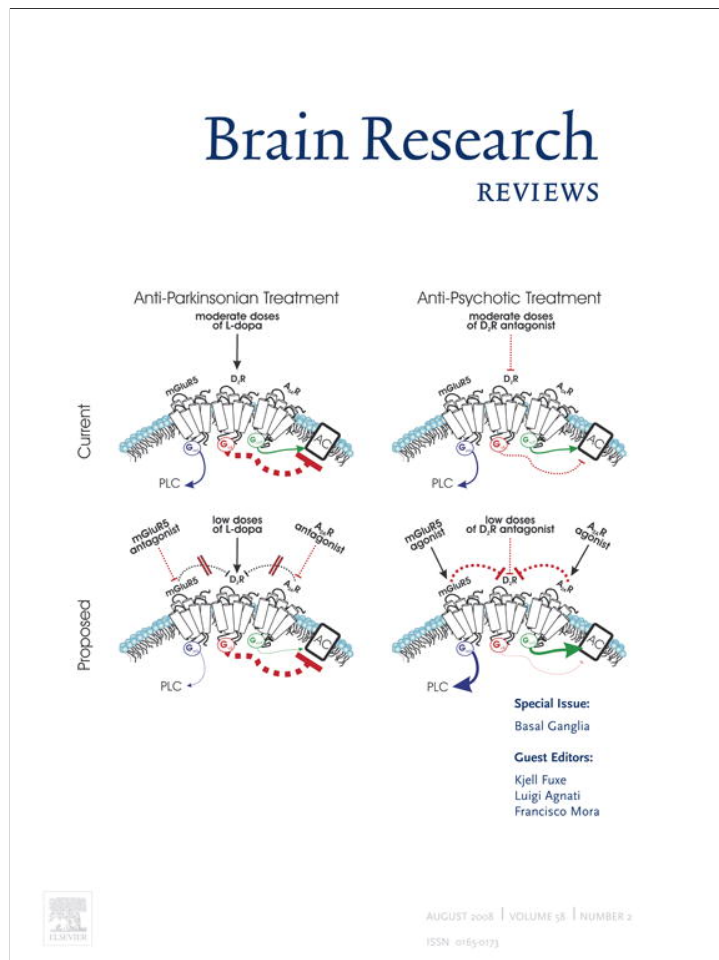 Brain Research
REVIEWS
Anti-Parkinsonian Treatment
moderate doses
of L-dopa
Anti-Psychotic Treatment
moderate doses
of D₂R antagonist
Current
mGluR5
D₂R
A₂ₐR
AC
PLC
mGluR5
D₂R
A₂ₐR
AC
PLC
Proposed
mGluR5
antagonist
low doses
of L-dopa
A₂ₐR
antagonist
mGluR5
agonist
low doses
of D₂R antagonist
A₂ₐR
agonist
mGluR5
D₂R
A₂ₐR
AC
PLC
mGluR5
D₂R
A₂ₐR
AC
PLC
Special Issue:
Basal Ganglia
Guest Editors:
Kjell Fuxe
Luigi Agnati
Francisco Mora
ELSEVIER
AUGUST 2008 | VOLUME 58 | NUMBER 2
ISSN 0165-0173